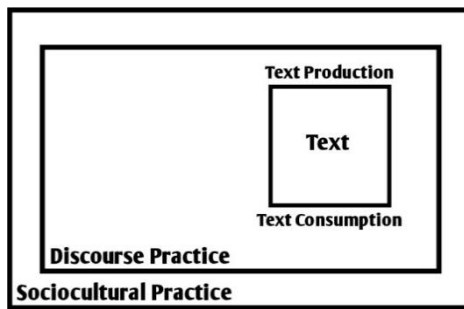 Text Production
Text
Text Consumption
Discourse Practice
Sociocultural Practice